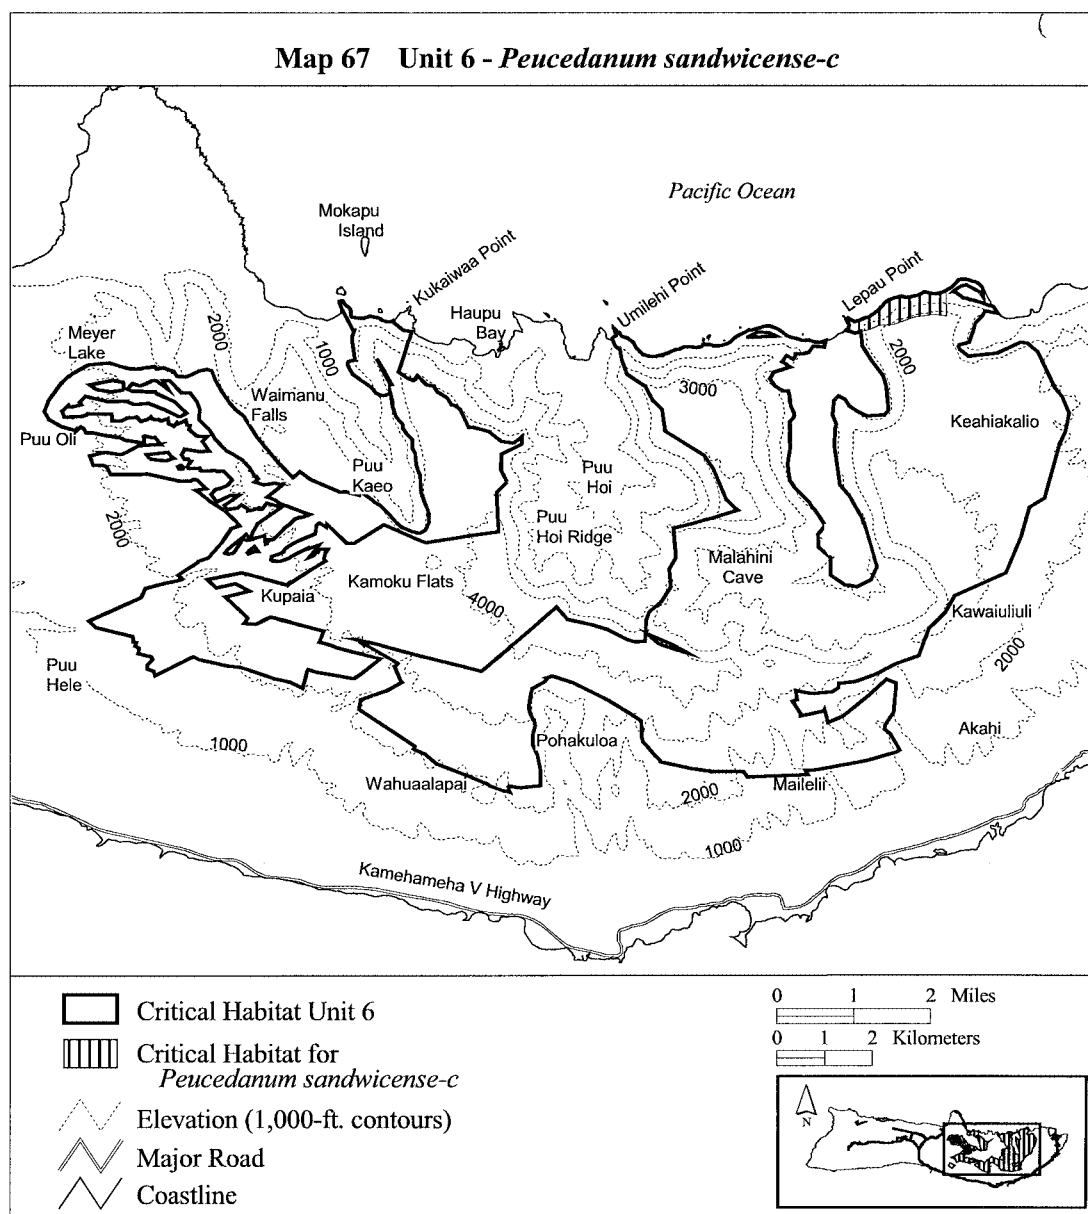 Map 67 Unit 6 - Peucedanum sandwicense-c
Pacific Ocean
Mokapu
Island
Kukaiwaa Point
Umilehi Point
Lepau Point
Haupu
Bay
Meyer
Lake
2000
1000
2000
3000
Waimanu
Falls
Keahiakalio
Puu Oli
Puu
Kaeo
Puu
Hoi
Puu
Hoi Ridge
2000
Malahini
Cave
Kamoku Flats
Kupaia
4000
Kawaiuliuli
2000
Puu
Hele
1000
Pohakuloa
Akahi
Wahuaalapai
Mailelii
2000
1000
Kamehameha V Highway
Critical Habitat Unit 6
Critical Habitat for
Peucedanum sandwicense-c
Elevation (1,000-ft. contours)
Major Road
Coastline
0 1 2 Miles
0 1 2 Kilometers
N